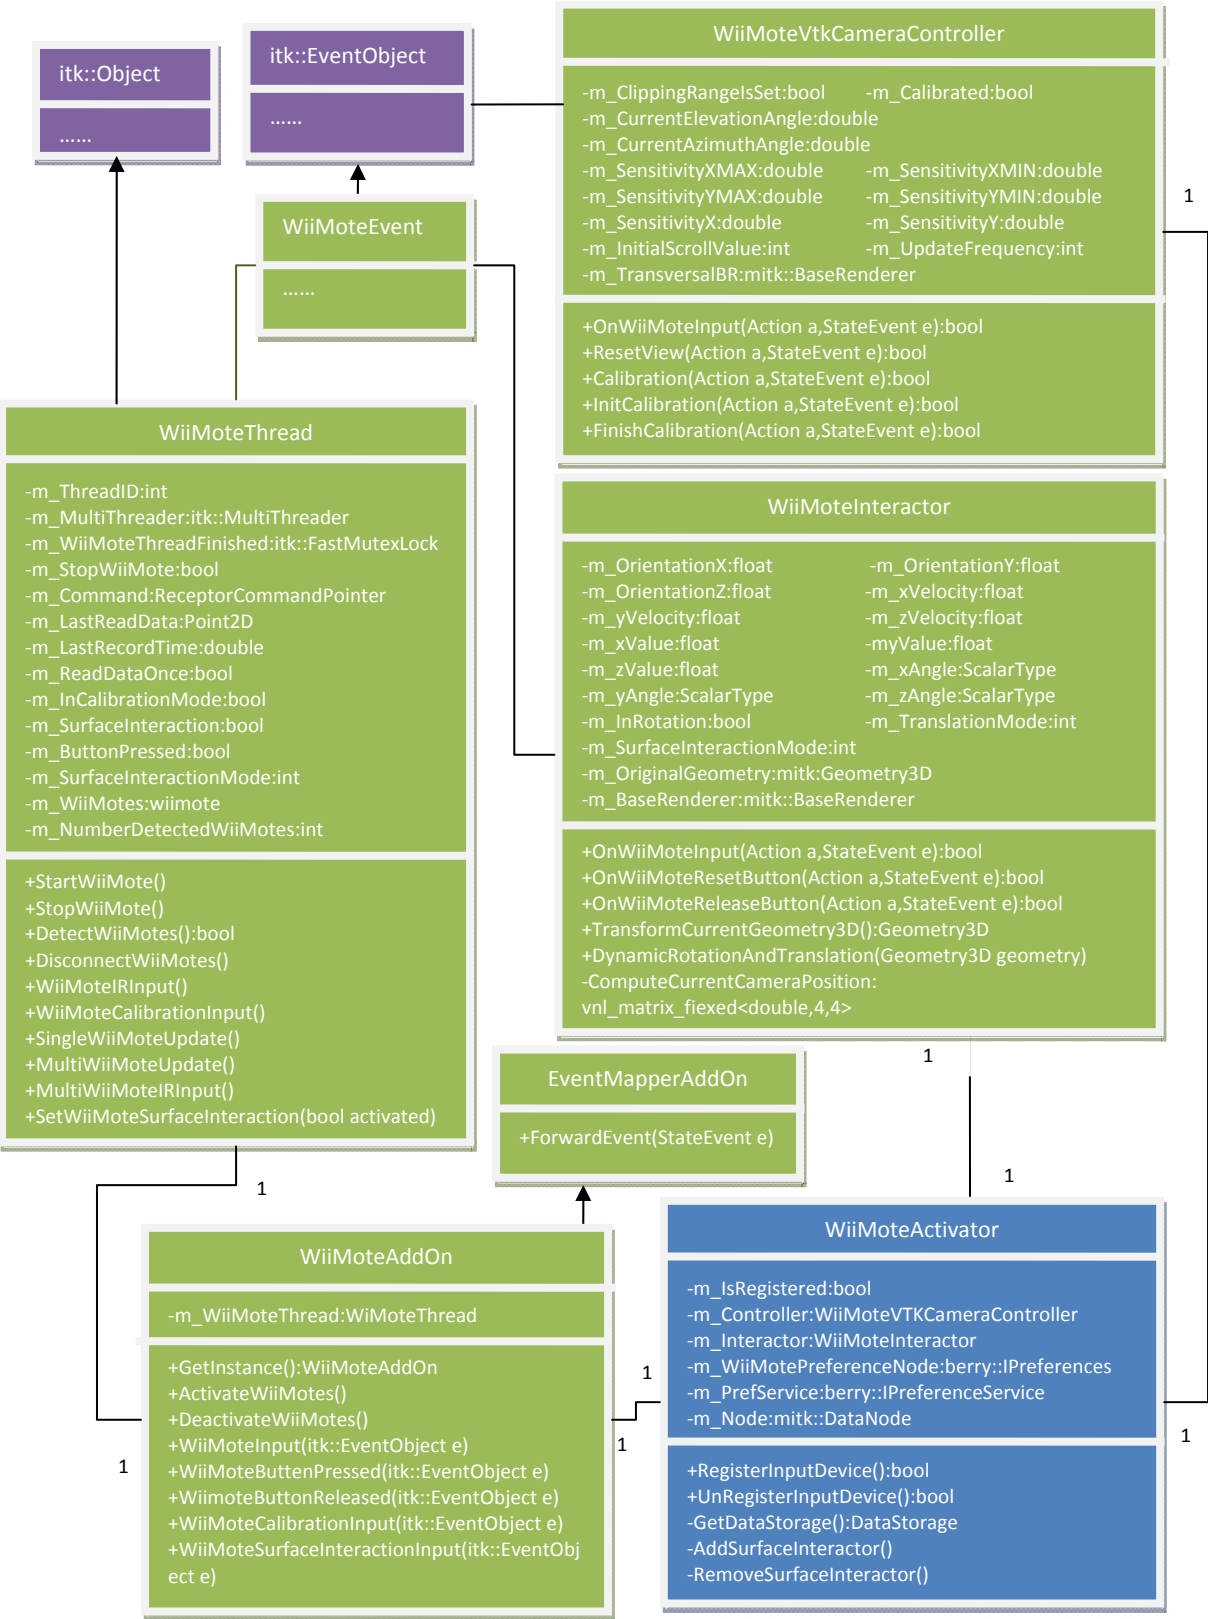 itk::Object
......
itk::EventObject
......
WiiMoteEvent
......
WiiMoteVtkCameraController
-m_ClippingRangeIsSet:bool -m_Calibrated:bool
-m_CurrentElevationAngle:double
-m_CurrentAzimuthAngle:double
-m_SensitivityXMAX:double -m_SensitivityXMIN:double
-m_SensitivityYMAX:double -m_SensitivityYMIN:double
-m_SensitivityX:double -m_SensitivityY:double
-m_InitialScrollValue:int -m_UpdateFrequency:int
-m_TransversalBR:mitk::BaseRenderer
+OnWiiMoteInput(Action a,StateEvent e):bool
+ResetView(Action a,StateEvent e):bool
+Calibration(Action a,StateEvent e):bool
+InitCalibration(Action a,StateEvent e):bool
+FinishCalibration(Action a,StateEvent e):bool
1
WiiMoteThread
-m_ThreadID:int
-m_MultiThreader:itk::MultiThreader
-m_WiiMoteThreadFinished:itk::FastMutexLock
-m_StopWiiMote:bool
-m_Command:ReceptorCommandPointer
-m_LastReadData:Point2D
-m_LastRecordTime:double
-m_ReadDataOnce:bool
-m_InCalibrationMode:bool
-m_SurfaceInteraction:bool
-m_ButtonPressed:bool
-m_SurfaceInteractionMode:int
-m_WiiMotes:wiimote
-m_NumberDetectedWiiMotes:int
+StartWiiMote()
+StopWiiMote()
+DetectWiiMotes():bool
+DisconnectWiiMotes()
+WiiMoteIRInput()
+WiiMoteCalibrationInput()
+SingleWiiMoteUpdate()
+MultiWiiMoteUpdate()
+MultiWiiMoteIRInput()
+SetWiiMoteSurfaceInteraction(bool activated)
1
WiiMoteInteractor
-m_OrientationX:float -m_OrientationY:float
-m_OrientationZ:float -m_xVelocity:float
-m_yVelocity:float -m_zVelocity:float
-m_xValue:float -myValue:float
-m_zValue:float -m_xAngle:ScalarType
-m_yAngle:ScalarType -m_zAngle:ScalarType
-m_InRotation:bool -m_TranslationMode:int
-m_SurfaceInteractionMode:int
-m_OriginalGeometry:mitk:Geometry3D
-m_BaseRenderer:mitk::BaseRenderer
+OnWiiMoteInput(Action a,StateEvent e):bool
+OnWiiMoteResetButton(Action a,StateEvent e):bool
+OnWiiMoteReleaseButton(Action a,StateEvent e):bool
+TransformCurrentGeometry3D():Geometry3D
+DynamicRotationAndTranslation(Geometry3D geometry)
-ComputeCurrentCameraPosition:
vnl_matrix_fiexed<double,4,4>
1
EventMapperAddOn
+ForwardEvent(StateEvent e)
1
WiiMoteAddOn
-m_WiiMoteThread:WiMoteThread
+GetInstance():WiiMoteAddOn
+ActivateWiiMotes()
+DeactivateWiiMotes()
+WiiMoteInput(itk::EventObject e)
+WiiMoteButtenPressed(itk::EventObject e)
+WiimoteButtonReleased(itk::EventObject e)
+WiiMoteCalibrationInput(itk::EventObject e)
+WiiMoteSurfaceInteractionInput(itk::EventObj
ect e)
1
1
1
WiiMoteActivator
-m_IsRegistered:bool
-m_Controller:WiiMoteVTKCameraController
-m_Interactor:WiiMoteInteractor
-m_WiiMotePreferenceNode:berry::IPreferences
-m_PrefService:berry::IPreferenceService
-m_Node:mitk::DataNode
+RegisterInputDevice():bool
+UnRegisterInputDevice():bool
-GetDataStorage():DataStorage
-AddSurfaceInteractor()
-RemoveSurfaceInteractor()
1